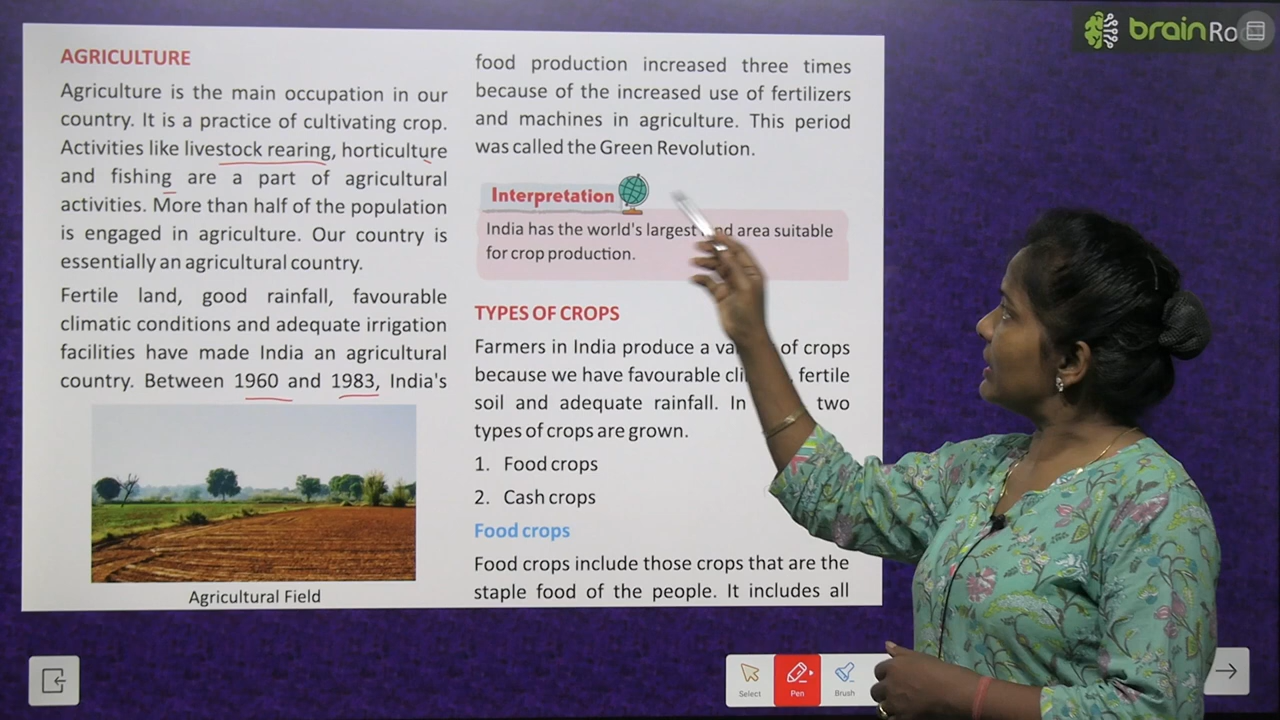 brainRo
AGRICULTURE
Agriculture is the main occupation in our
country. It is a practice of cultivating crop.
Activities like livestock rearing, horticulture
and fishing are a part of agricultural
activities. More than half of the population
is engaged in agriculture. Our country is
essentially an agricultural country.
Fertile land, good rainfall, favourable
climatic conditions and adequate irrigation
facilities have made India an agricultural
country. Between 1960 and 1983, India's
Agricultural Field
food production increased three times
because of the increased use of fertilizers
and machines in agriculture. This period
was called the Green Revolution.
Interpretation
India has the world's largest area suitable
for crop production.
TYPES OF CROPS
Farmers in India produce a of crops
because we have favourable fertile
soil and adequate rainfall. In two
types of crops are grown.
1. Food crops
2. Cash crops
Food crops
Food crops include those crops that are the
staple food of the people. It includes all
Select
Pen
Brush